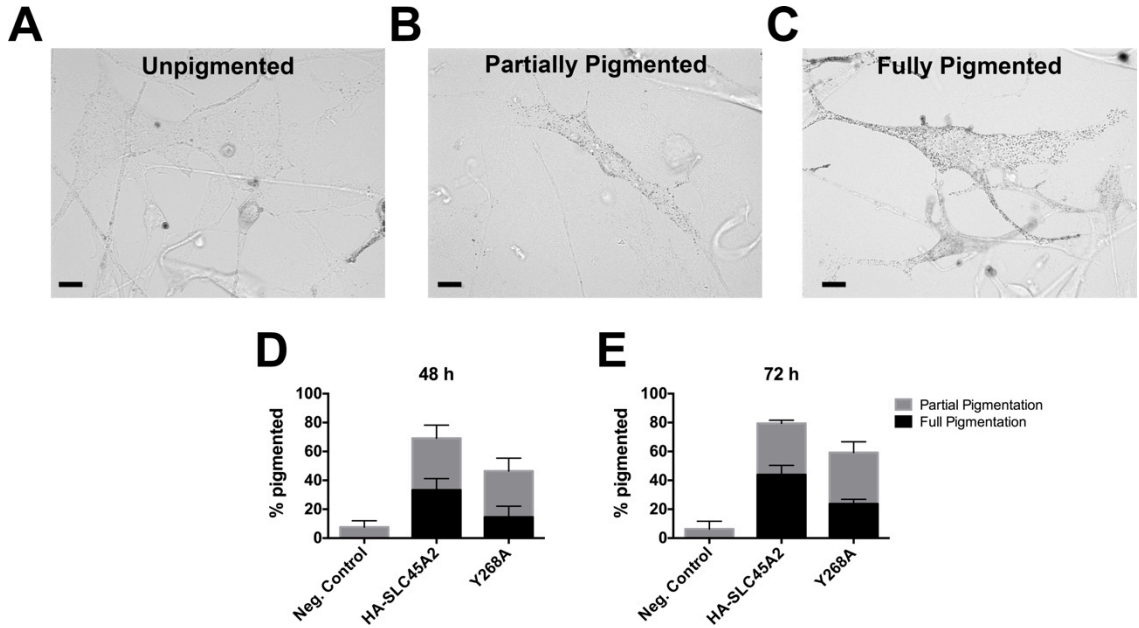 A
Unpigmented
B
Partially Pigmented
C
Fully Pigmented
D
48 h
% pigmented
100
80
60
40
20
0
Neg. Control
HA-SLC45A2
Y268A
E
72 h
% pigmented
100
80
60
40
20
0
Neg. Control
HA-SLC45A2
Y268A
Partial Pigmentation
Full Pigmentation